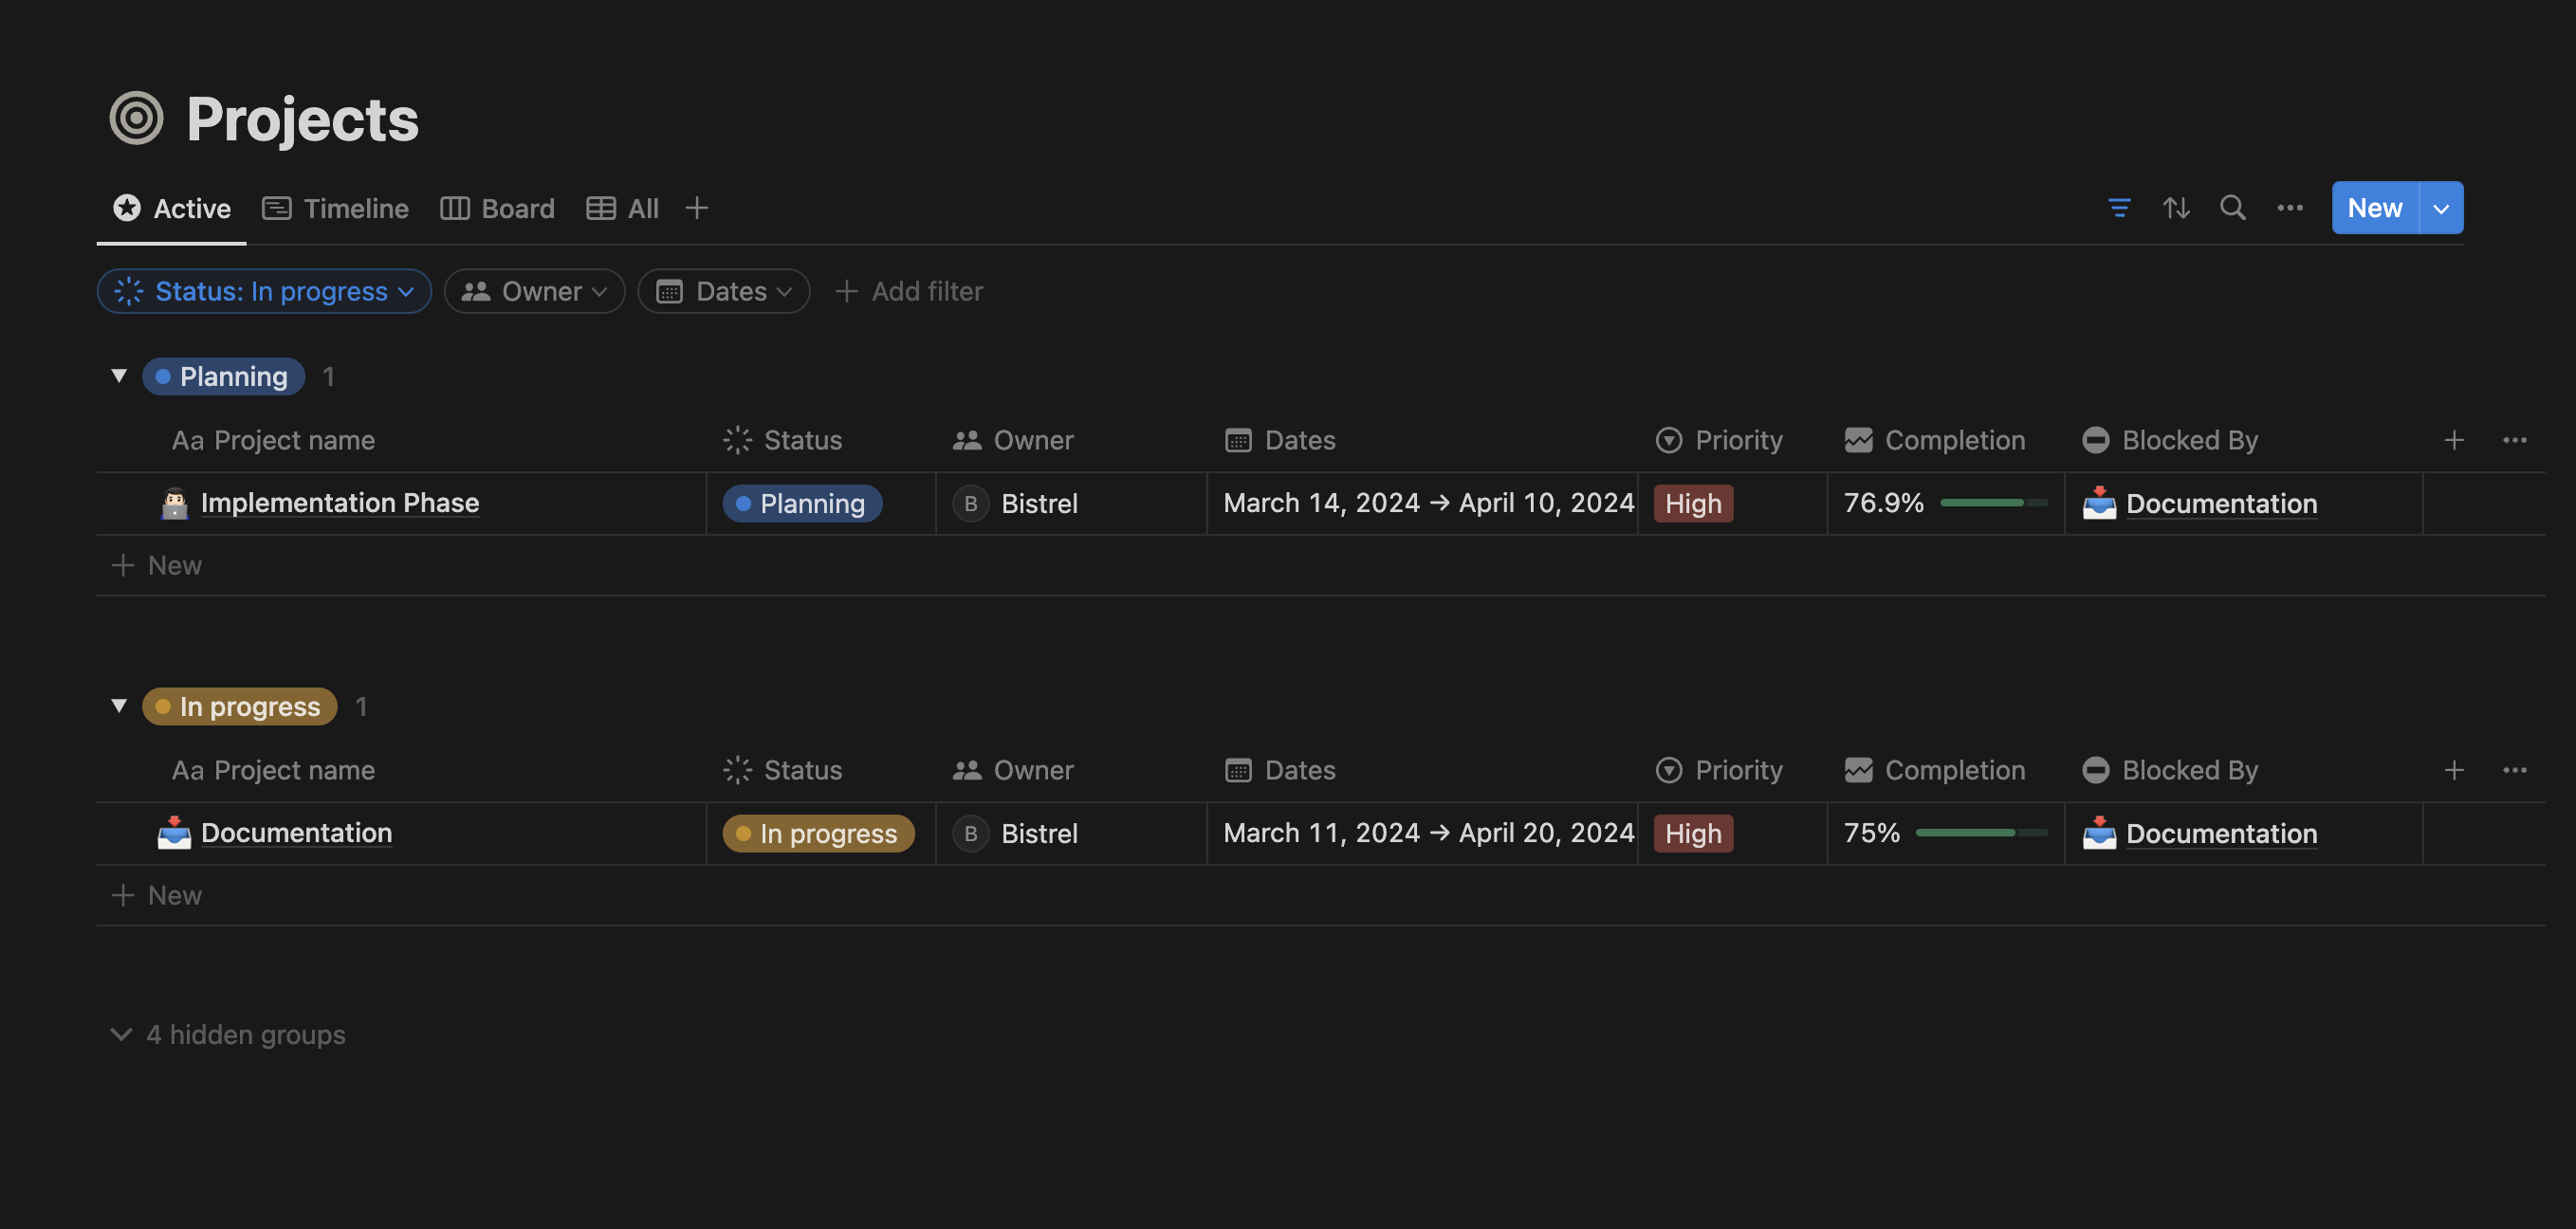 Projects
Active Timeline Board All
New
Status: In progress Owner Dates Add filter
Planning 1
Aa Project name Status Owner Dates Priority Completion Blocked By
Implementation Phase Planning B Bistrel March 14, 2024 → April 10, 2024 High 76.9% Documentation
New
In progress 1
Aa Project name Status Owner Dates Priority Completion Blocked By
Documentation In progress B Bistrel March 11, 2024 → April 20, 2024 High 75% Documentation
New
4 hidden groups